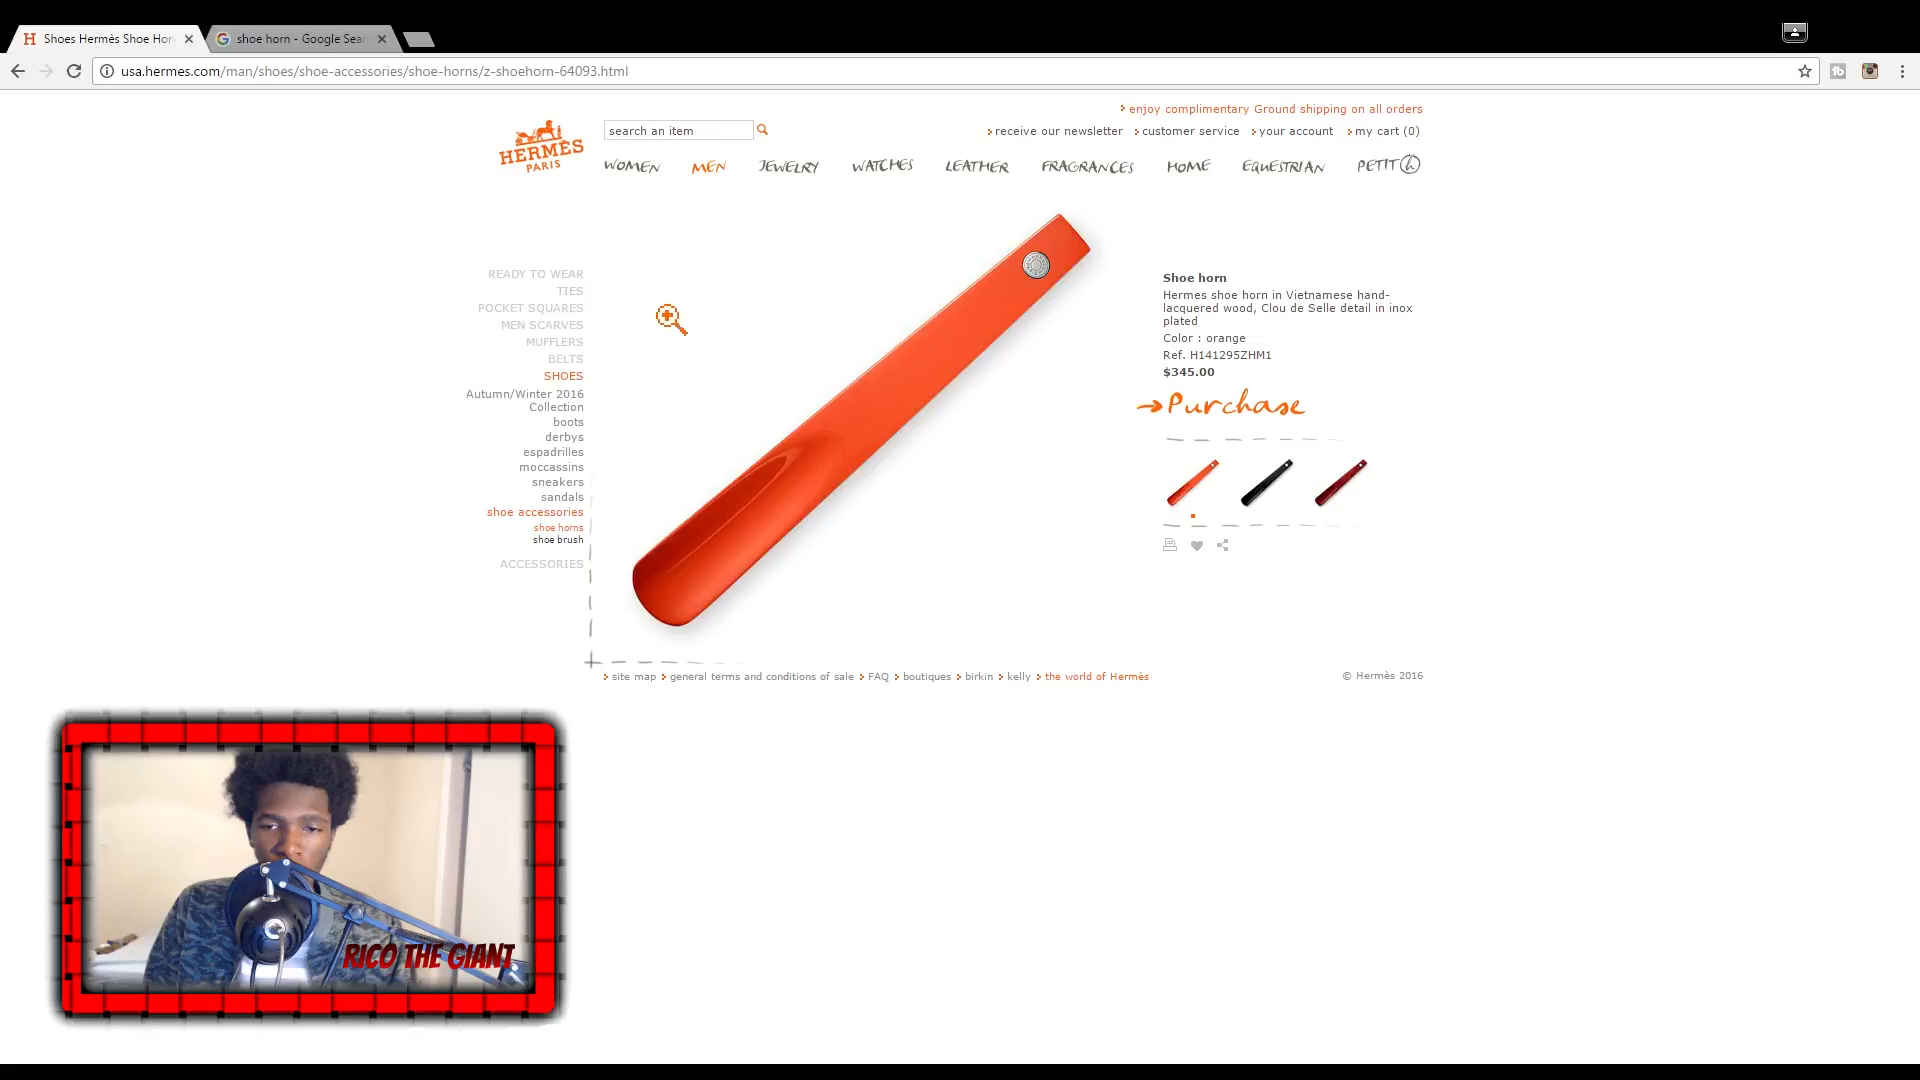 Shoes Hermès Shoe Hor
shoe horn - Google Sear
usa.hermes.com/man/shoes/shoe-accessories/shoe-horns/z-shoehorn-64093.html
enjoy complimentary Ground shipping on all orders
search an item
receive our newsletter customer service your account my cart (0)
HERMÈS
PARIS
WOMEN MEN JEWELRY WATCHES LEATHER FRAGRANCES HOME EQUESTRIAN PETIT h
READY TO WEAR
TIES
POCKET SQUARES
MEN SCARVES
MUFFLERS
BELTS
SHOES
Autumn/Winter 2016
Collection
boots
derbys
espadrilles
moccassins
sneakers
sandals
shoe accessories
shoe horns
shoe brush
ACCESSORIES
Shoe horn
Hermes shoe horn in Vietnamese hand-
lacquered wood, Clou de Selle detail in inox
plated
Color : orange
Ref. H141295ZHM1
$345.00
Purchase
site map general terms and conditions of sale FAQ boutiques birkin kelly the world of Hermès
© Hermès 2016
RICO THE GIANT